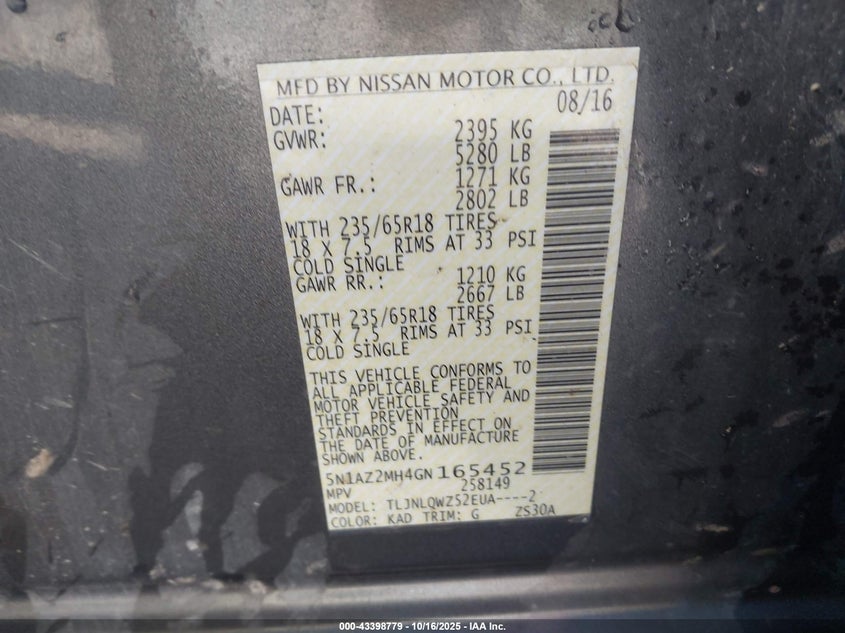 MFD BY NISSAN MOTOR CO., LTD.
DATE: 08/16
GVWR: 2395 KG
5280 LB
GAWR FR.: 1271 KG
2802 LB
WITH 235/65R18 TIRES
18 X 7.5 RIMS AT 33 PSI
COLD SINGLE
GAWR RR.: 1210 KG
2667 LB
WITH 235/65R18 TIRES
18 X 7.5 RIMS AT 33 PSI
COLD SINGLE
THIS VEHICLE CONFORMS TO
ALL APPLICABLE FEDERAL
MOTOR VEHICLE SAFETY AND
THEFT PREVENTION
STANDARDS IN EFFECT ON
THE DATE OF MANUFACTURE
SHOWN ABOVE.
5N1AZ2MH4GN165452
MPV 258149
MODEL: TLJNLQWZ52EUA----2
COLOR: KAD TRIM: G ZS30A
000-43398779 - 10/16/2025 - IAA Inc.